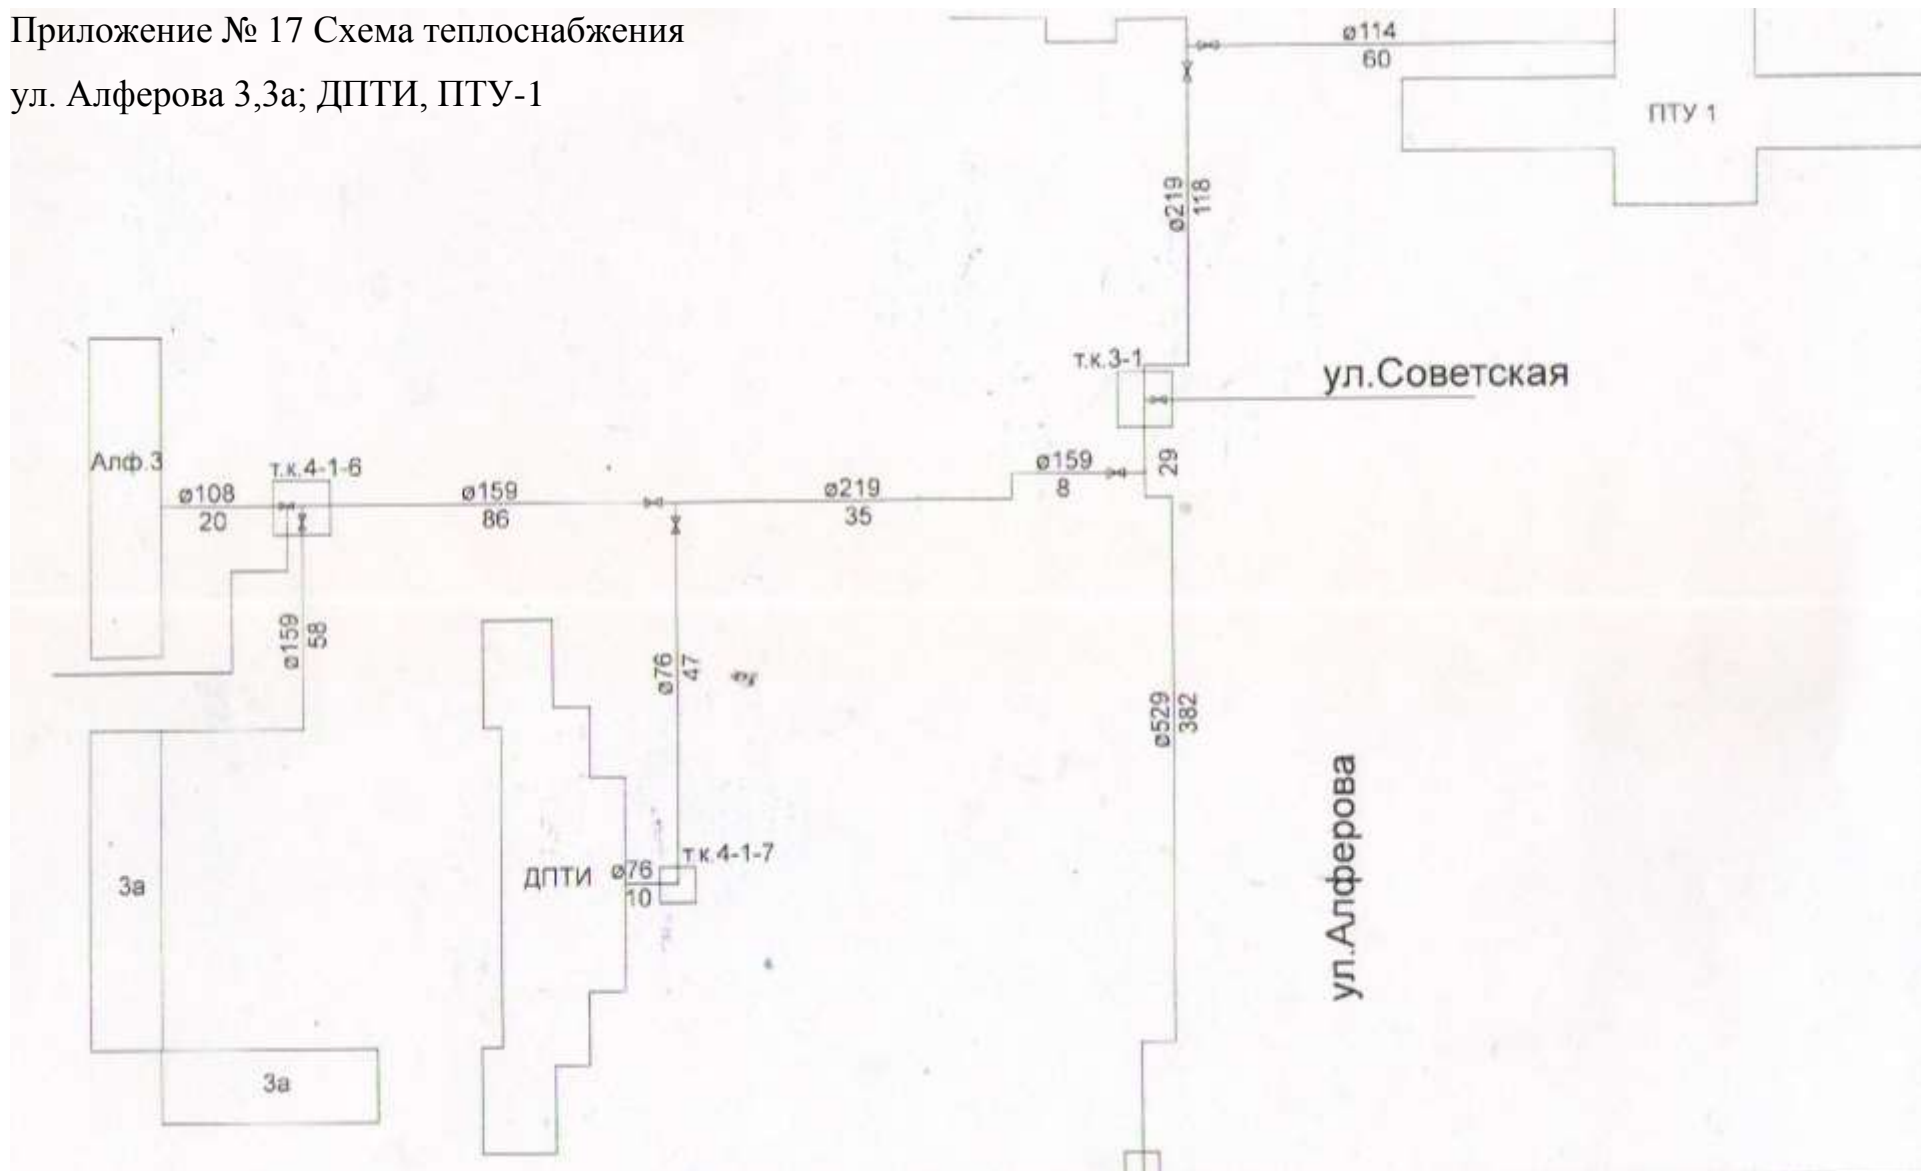 Приложение № 17 Схема теплоснабжения
ул. Алферова 3,3а; ДПТИ, ПТУ-1
ø114
60
ПТУ 1
ø219
118
т.к.3-1
ул.Советская
Алф.3
т.к.4-1-6
ø108
20
ø159
86
ø219
35
ø159
8
29
ø159
58
ø76
47
ø529
382
ул.Алферова
т.к.4-1-7
ДПТИ
ø76
10
3а
3а